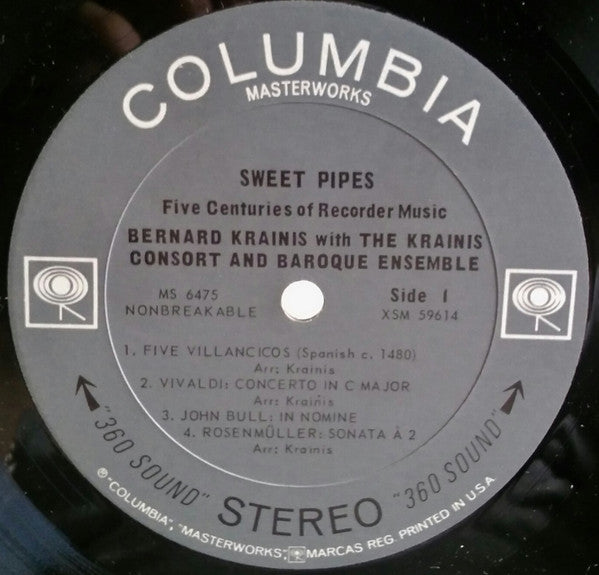 COLUMBIA
MASTERWORKS
SWEET PIPES
Five Centuries of Recorder Music
BERNARD KRAINIS with THE KRAINIS
CONSORT AND BAROQUE ENSEMBLE
MS 6475
NONBREAKABLE
Side 1
XSM 59614
1. FIVE VILLANCICOS (Spanish c. 1480)
Arr: Krainis
2. VIVALDI: CONCERTO IN C MAJOR
Arr: Krainis
3. JOHN BULL: IN NOMINE
4. ROSENMÜLLER: SONATA À 2
Arr: Krainis
"360 SOUND" STEREO "360 SOUND"
℗ "COLUMBIA", "MASTERWORKS", MARCAS REG. PRINTED IN U.S.A.